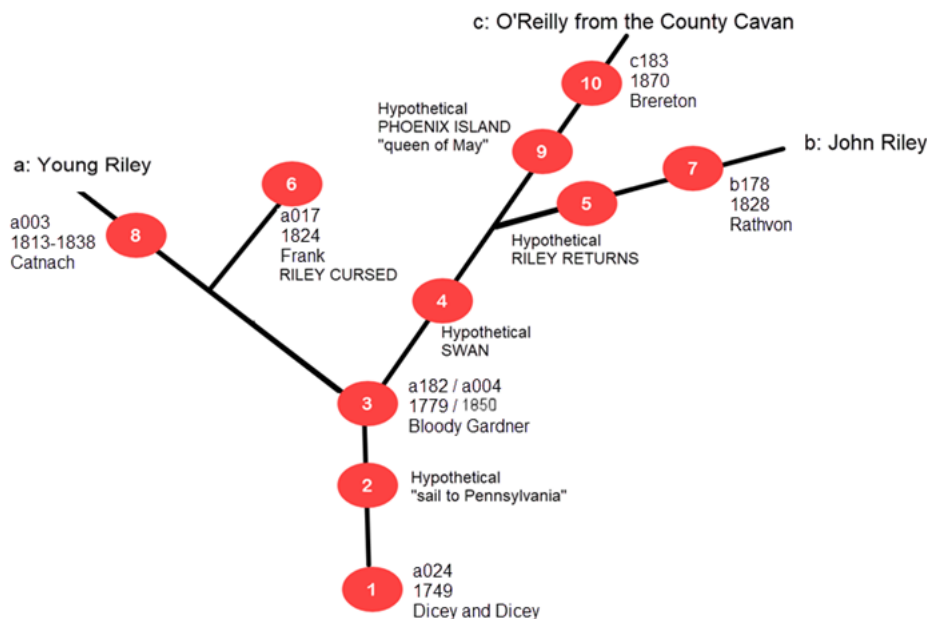 c: O'Reilly from the County Cavan
10
c183
1870
Brereton
Hypothetical
PHOENIX ISLAND
"queen of May"
9
b: John Riley
7
b178
1828
Rathvon
a: Young Riley
6
a017
1824
Frank
RILEY CURSED
a003
1813-1838
Catnach
8
5
Hypothetical
RILEY RETURNS
4
Hypothetical
SWAN
3
a182 / a004
1779 / 1850
Bloody Gardner
2
Hypothetical
"sail to Pennsylvania"
1
a024
1749
Dicey and Dicey